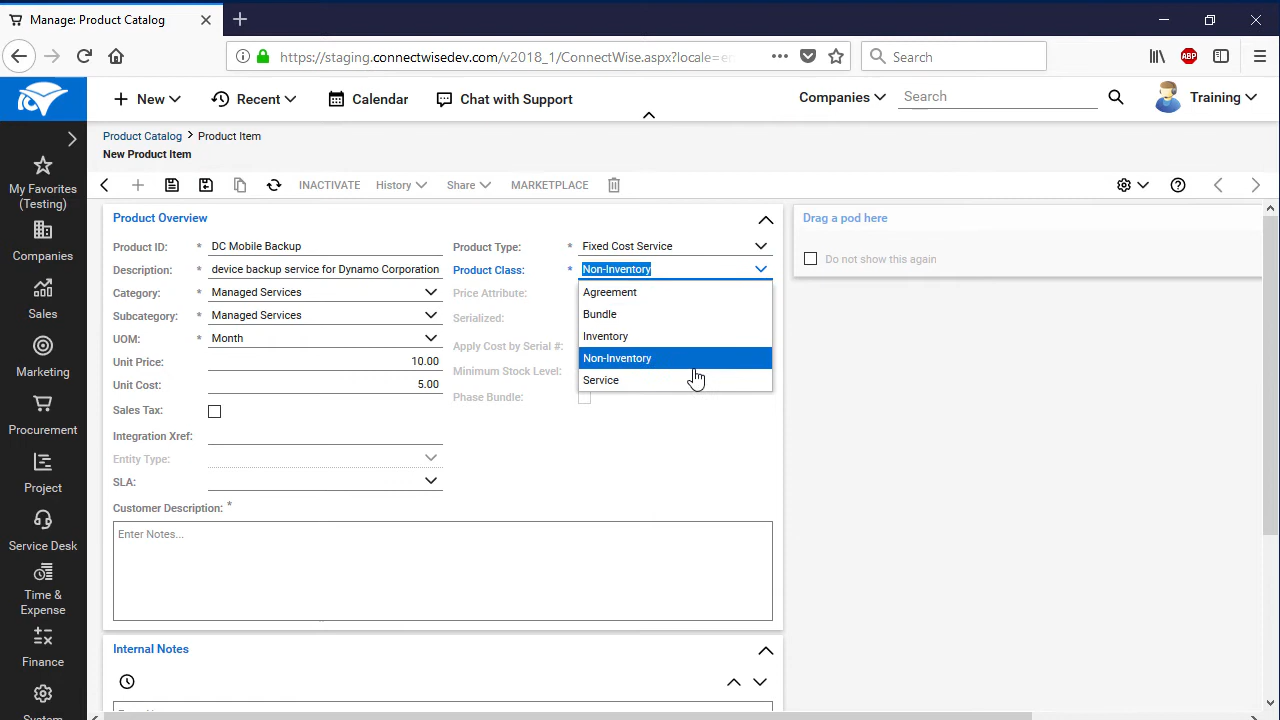 Manage: Product Catalog
https://staging.connectwisedev.com/v2018_1/ConnectWise.aspx?locale=e
Search
ABP
New
Recent
Calendar
Chat with Support
Companies
Search
Training
Product Catalog > Product Item
New Product Item
My Favorites
(Testing)
Companies
Sales
Marketing
Procurement
Project
Service Desk
Time &
Expense
Finance
System
INACTIVATE
History
Share
MARKETPLACE
Product Overview
Product ID: * DC Mobile Backup
Description: * device backup service for Dynamo Corporation
Category: * Managed Services
Subcategory: * Managed Services
UOM: * Month
Unit Price: 10.00
Unit Cost: 5.00
Sales Tax:
Integration Xref:
Entity Type:
SLA:
Customer Description: *
Enter Notes...
Product Type: * Fixed Cost Service
Product Class: * Non-Inventory
Agreement
Bundle
Inventory
Non-Inventory
Service
Price Attribute:
Serialized:
Apply Cost by Serial #:
Minimum Stock Level:
Phase Bundle:
Internal Notes
Drag a pod here
Do not show this again